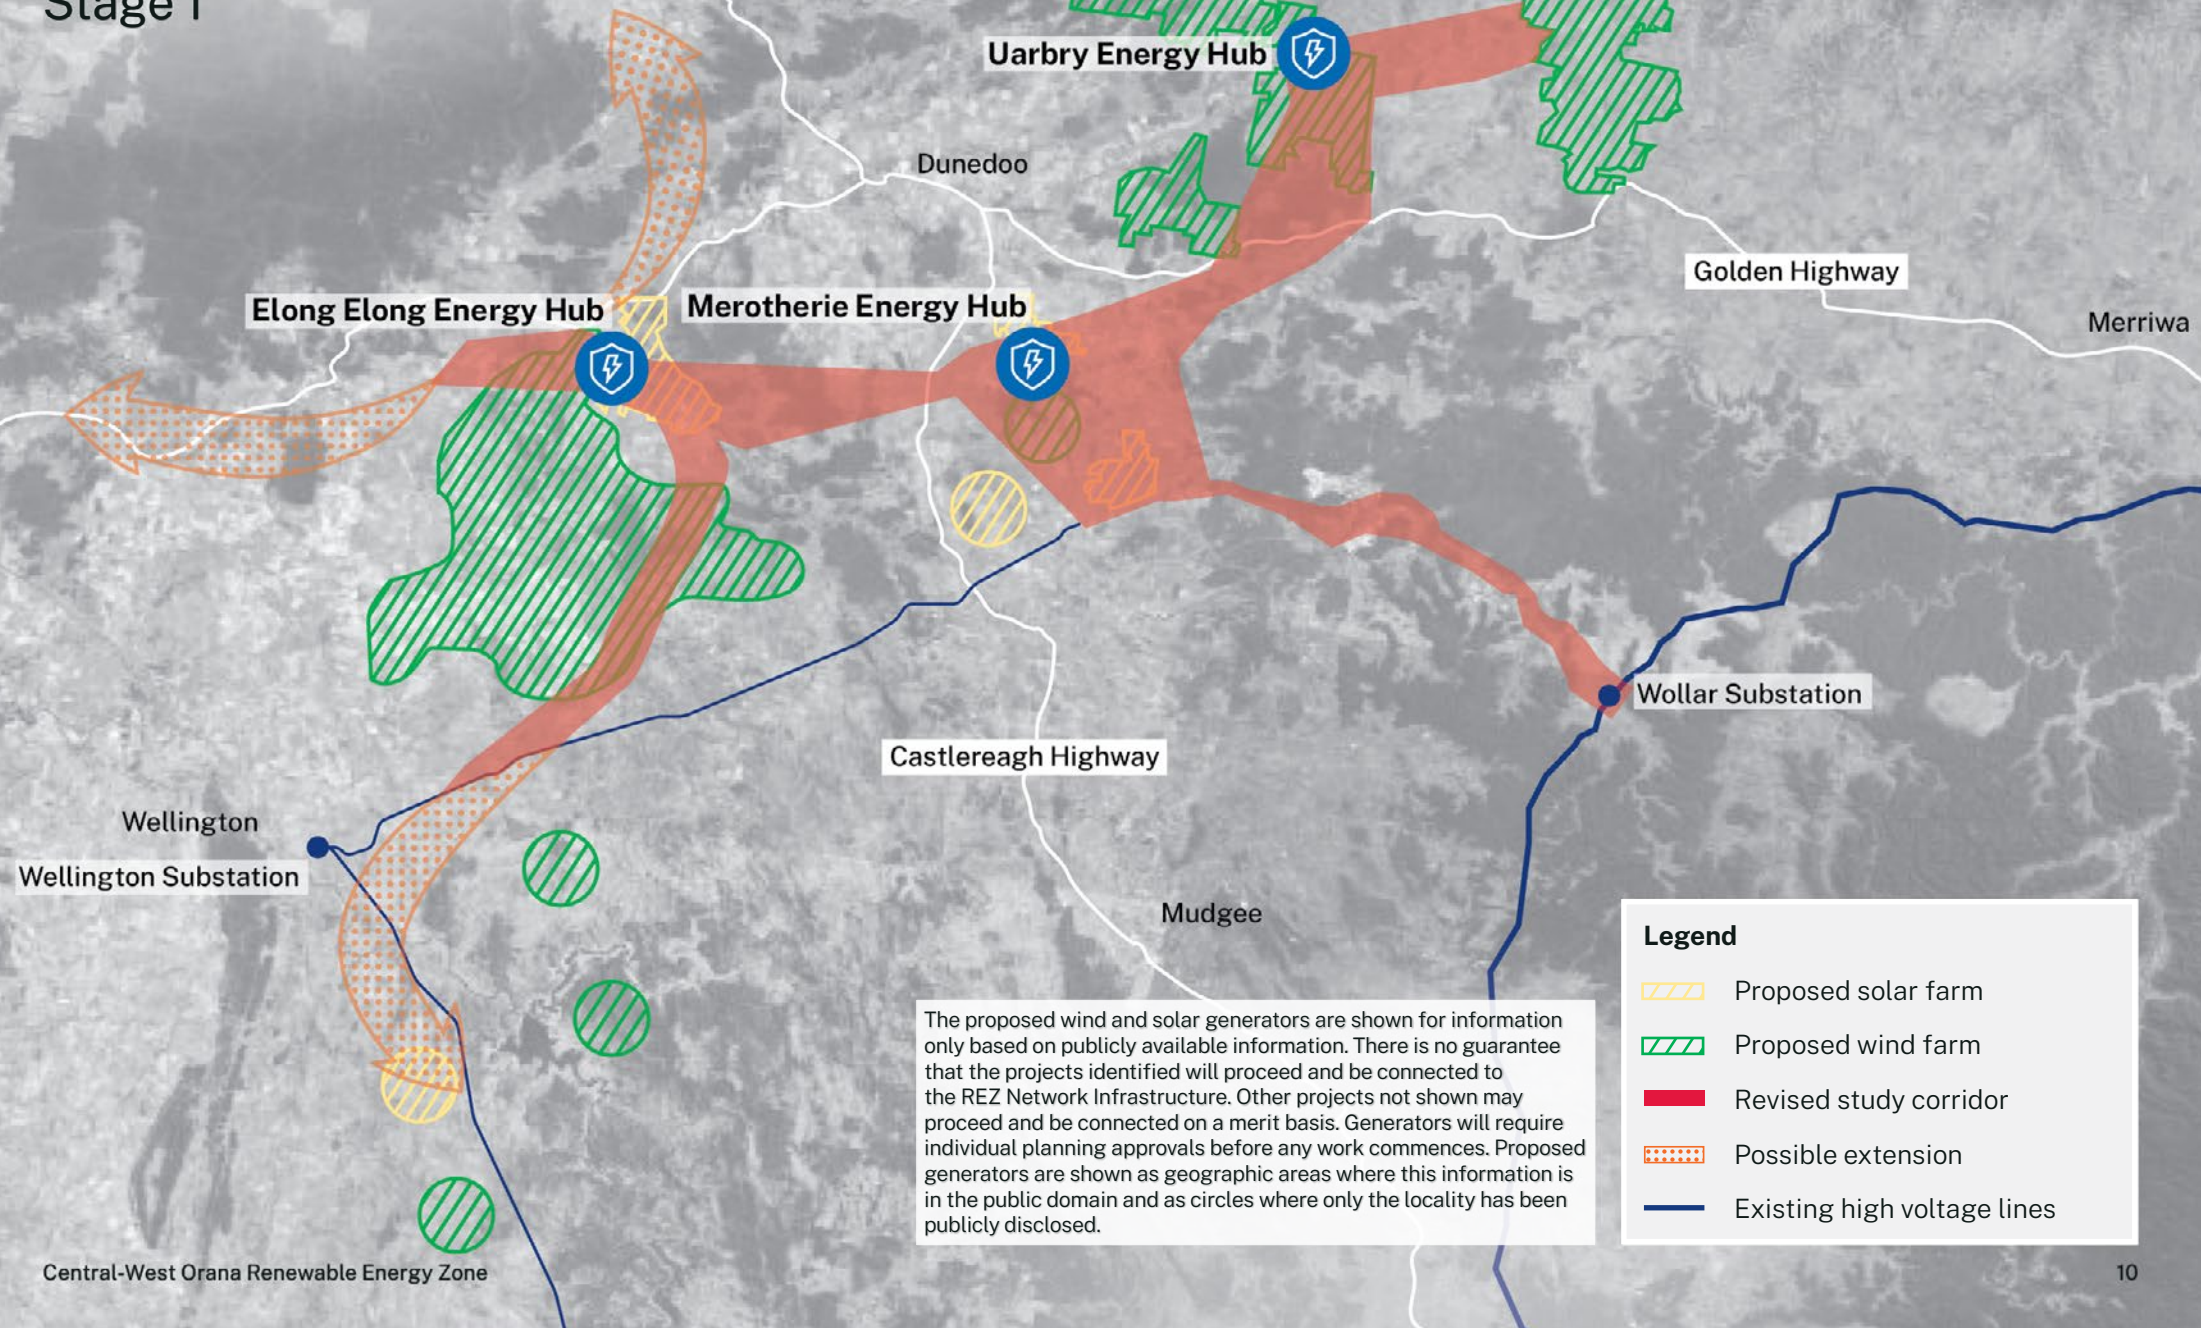 Stage 1
Uarbry Energy Hub
Dunedoo
Golden Highway
Elong Elong Energy Hub
Merotherie Energy Hub
Merriwa
Wollar Substation
Castlereagh Highway
Wellington
Wellington Substation
Mudgee
Legend
Proposed solar farm
Proposed wind farm
Revised study corridor
Possible extension
Existing high voltage lines
The proposed wind and solar generators are shown for information
only based on publicly available information. There is no guarantee
that the projects identified will proceed and be connected to
the REZ Network Infrastructure. Other projects not shown may
proceed and be connected on a merit basis. Generators will require
individual planning approvals before any work commences. Proposed
generators are shown as geographic areas where this information is
in the public domain and as circles where only the locality has been
publicly disclosed.
Central-West Orana Renewable Energy Zone
10